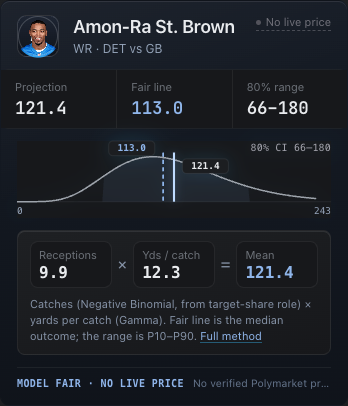 Amon-Ra St. Brown
No live price
WR · DET vs GB
Projection
121.4
Fair line
113.0
80% range
66–180
113.0
80% CI 66–180
121.4
0
243
Receptions
9.9
×
Yds / catch
12.3
=
Mean
121.4
Catches (Negative Binomial, from target-share role) ×
yards per catch (Gamma). Fair line is the median
outcome; the range is P10–P90. Full method
MODEL FAIR · NO LIVE PRICE No verified Polymarket pr…